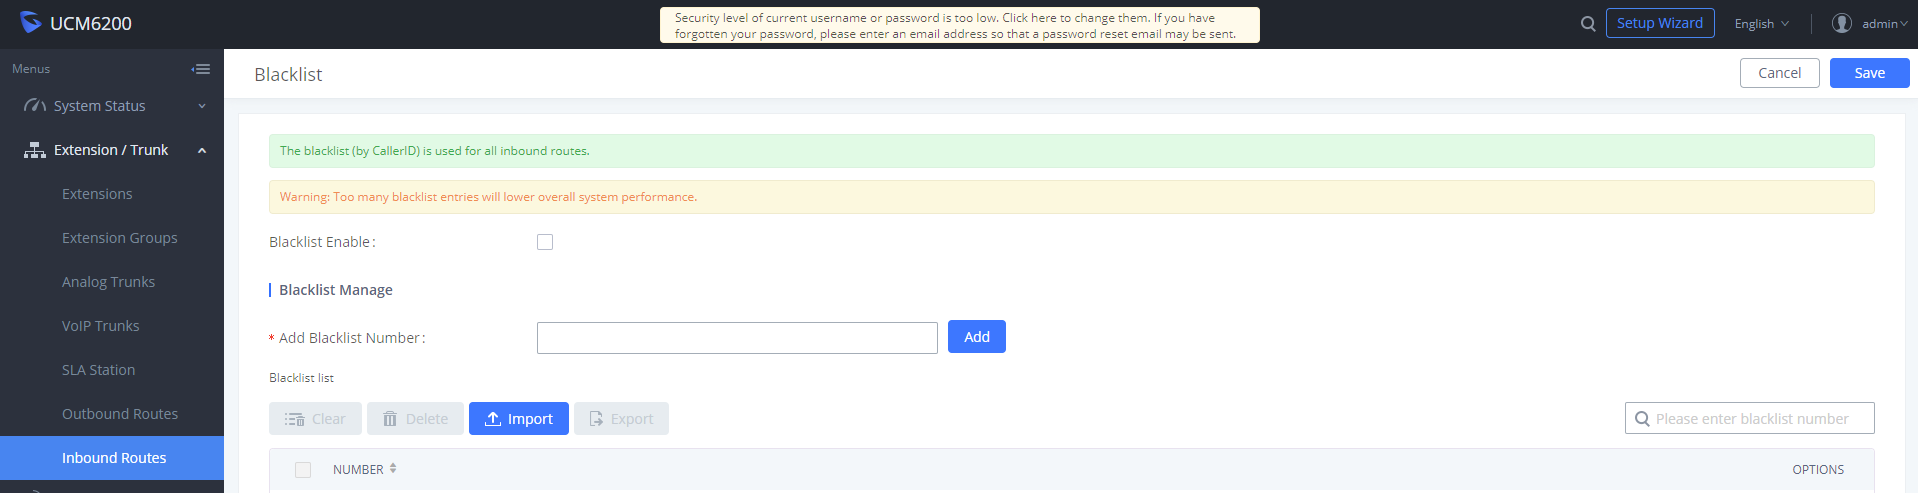 UCM6200
Security level of current username or password is too low. Click here to change them. If you have
forgotten your password, please enter an email address so that a password reset email may be sent.
Setup Wizard
English
admin
Menus
Blacklist
Cancel
Save
System Status
Extension / Trunk
Extensions
Extension Groups
Analog Trunks
VoIP Trunks
SLA Station
Outbound Routes
Inbound Routes
The blacklist (by CallerID) is used for all inbound routes.
Warning: Too many blacklist entries will lower overall system performance.
Blacklist Enable:
Blacklist Manage
* Add Blacklist Number:
Add
Blacklist list
Clear
Delete
Import
Export
Please enter blacklist number
NUMBER
OPTIONS